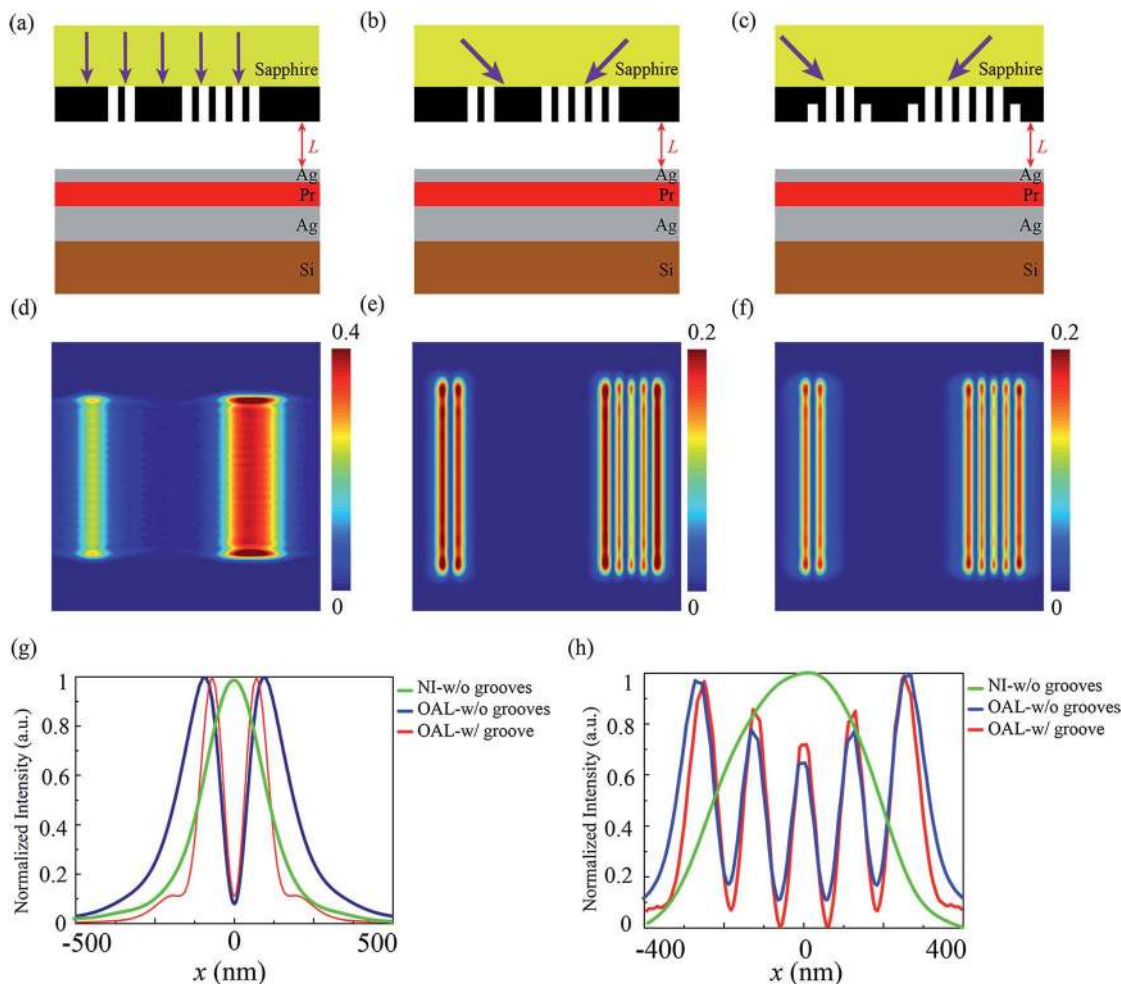 (a)
(b)
(c)
Sapphire
Sapphire
Sapphire
L
L
L
Ag
Ag
Ag
Pr
Pr
Pr
Ag
Ag
Ag
Si
Si
Si
(d)
(e)
(f)
0.4
0.2
0.2
0
0
0
(g)
(h)
NI-w/o grooves
OAL-w/o grooves
OAL-w/ groove
NI-w/o grooves
OAL-w/o grooves
OAL-w/ groove
Normalized Intensity (a.u.)
1
0.8
0.6
0.4
0.2
0
-500
0
500
x (nm)
Normalized Intensity (a.u.)
1
0.8
0.6
0.4
0.2
0
-400
0
400
x (nm)